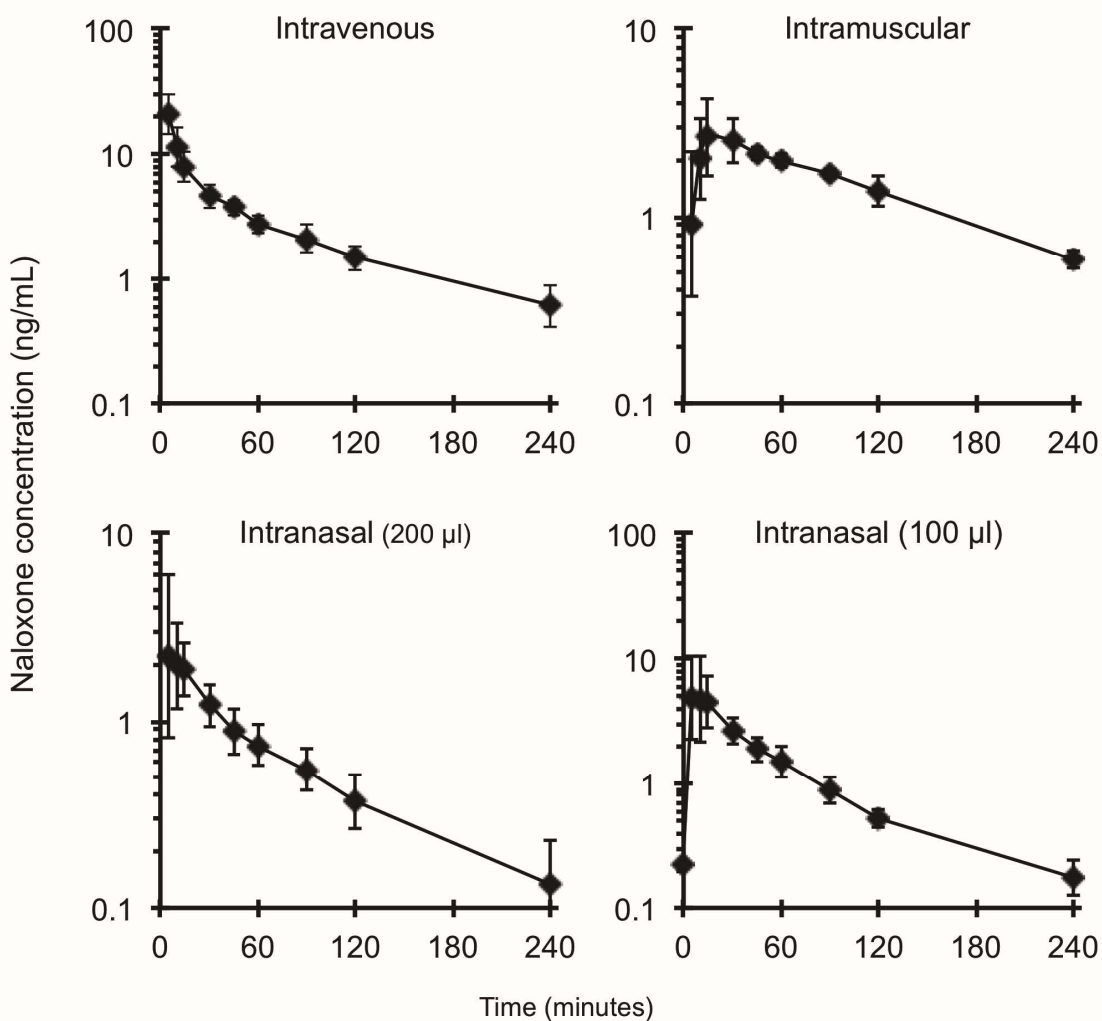 Intravenous
100
10
1
0.1
0 60 120 180 240
Intramuscular
10
1
0.1
0 60 120 180 240
Naloxone concentration (ng/mL)
Intranasal (200 µl)
10
1
0.1
0 60 120 180 240
Intranasal (100 µl)
100
10
1
0.1
0 60 120 180 240
Time (minutes)